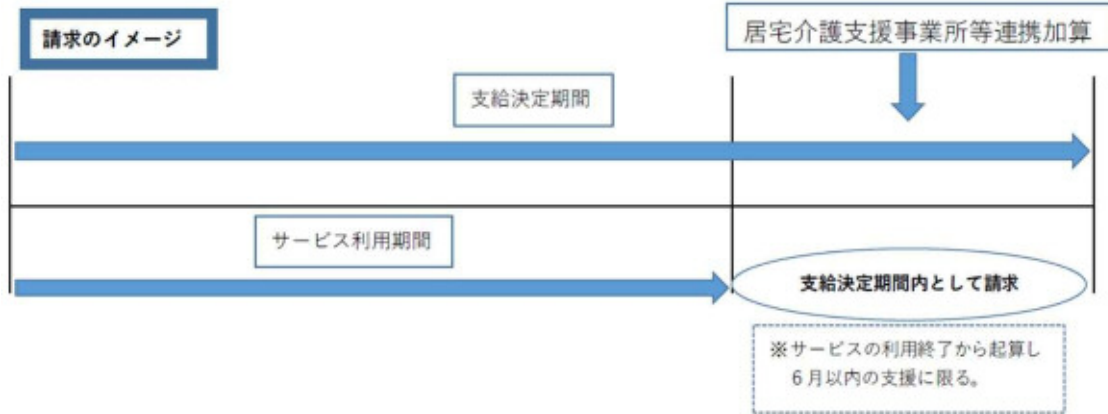 請求のイメージ
居宅介護支援事業所等連携加算
支給決定期間
サービス利用期間
支給決定期間内として請求
※サービスの利用終了から起算し
６月以内の支援に限る。